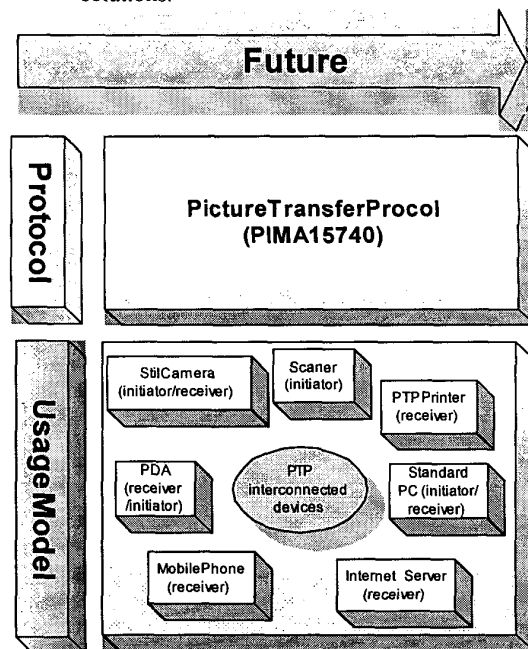 solutions.
Future
Protocol
PictureTransferProcol
(PIMA15740)
UsageModel
StilCamera
(initiator/receiver)
Scaner
(initiator)
PTPPrinter
(receiver)
PDA
(receiver
/initiator)
PTP
interconnected
devices
Standard
PC (initiator/
receiver)
MobilePhone
(receiver)
Internet Server
(receiver)